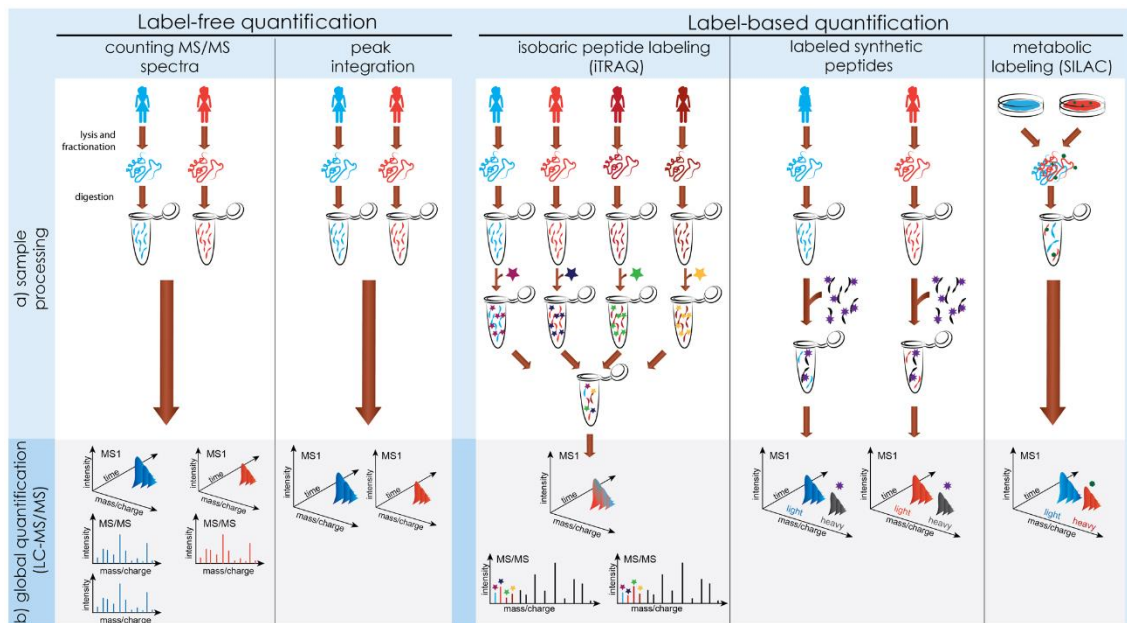 Label-free quantification
Label-based quantification
counting MS/MS
spectra
peak
integration
isobaric peptide labeling
(iTRAQ)
labeled synthetic
peptides
metabolic
labeling (SILAC)
a) sample
processing
lysis and
fractionation
digestion
b) global quantification
(LC-MS/MS)
MS1
intensity
time
mass/charge
MS1
intensity
time
mass/charge
MS/MS
intensity
mass/charge
MS/MS
intensity
mass/charge
intensity
mass/charge
MS1
intensity
time
mass/charge
MS1
intensity
time
mass/charge
MS1
intensity
time
mass/charge
MS/MS
intensity
mass/charge
MS/MS
intensity
mass/charge
MS1
intensity
time
light
heavy
mass/charge
MS1
intensity
time
light
heavy
mass/charge
MS1
intensity
time
light
heavy
mass/charge